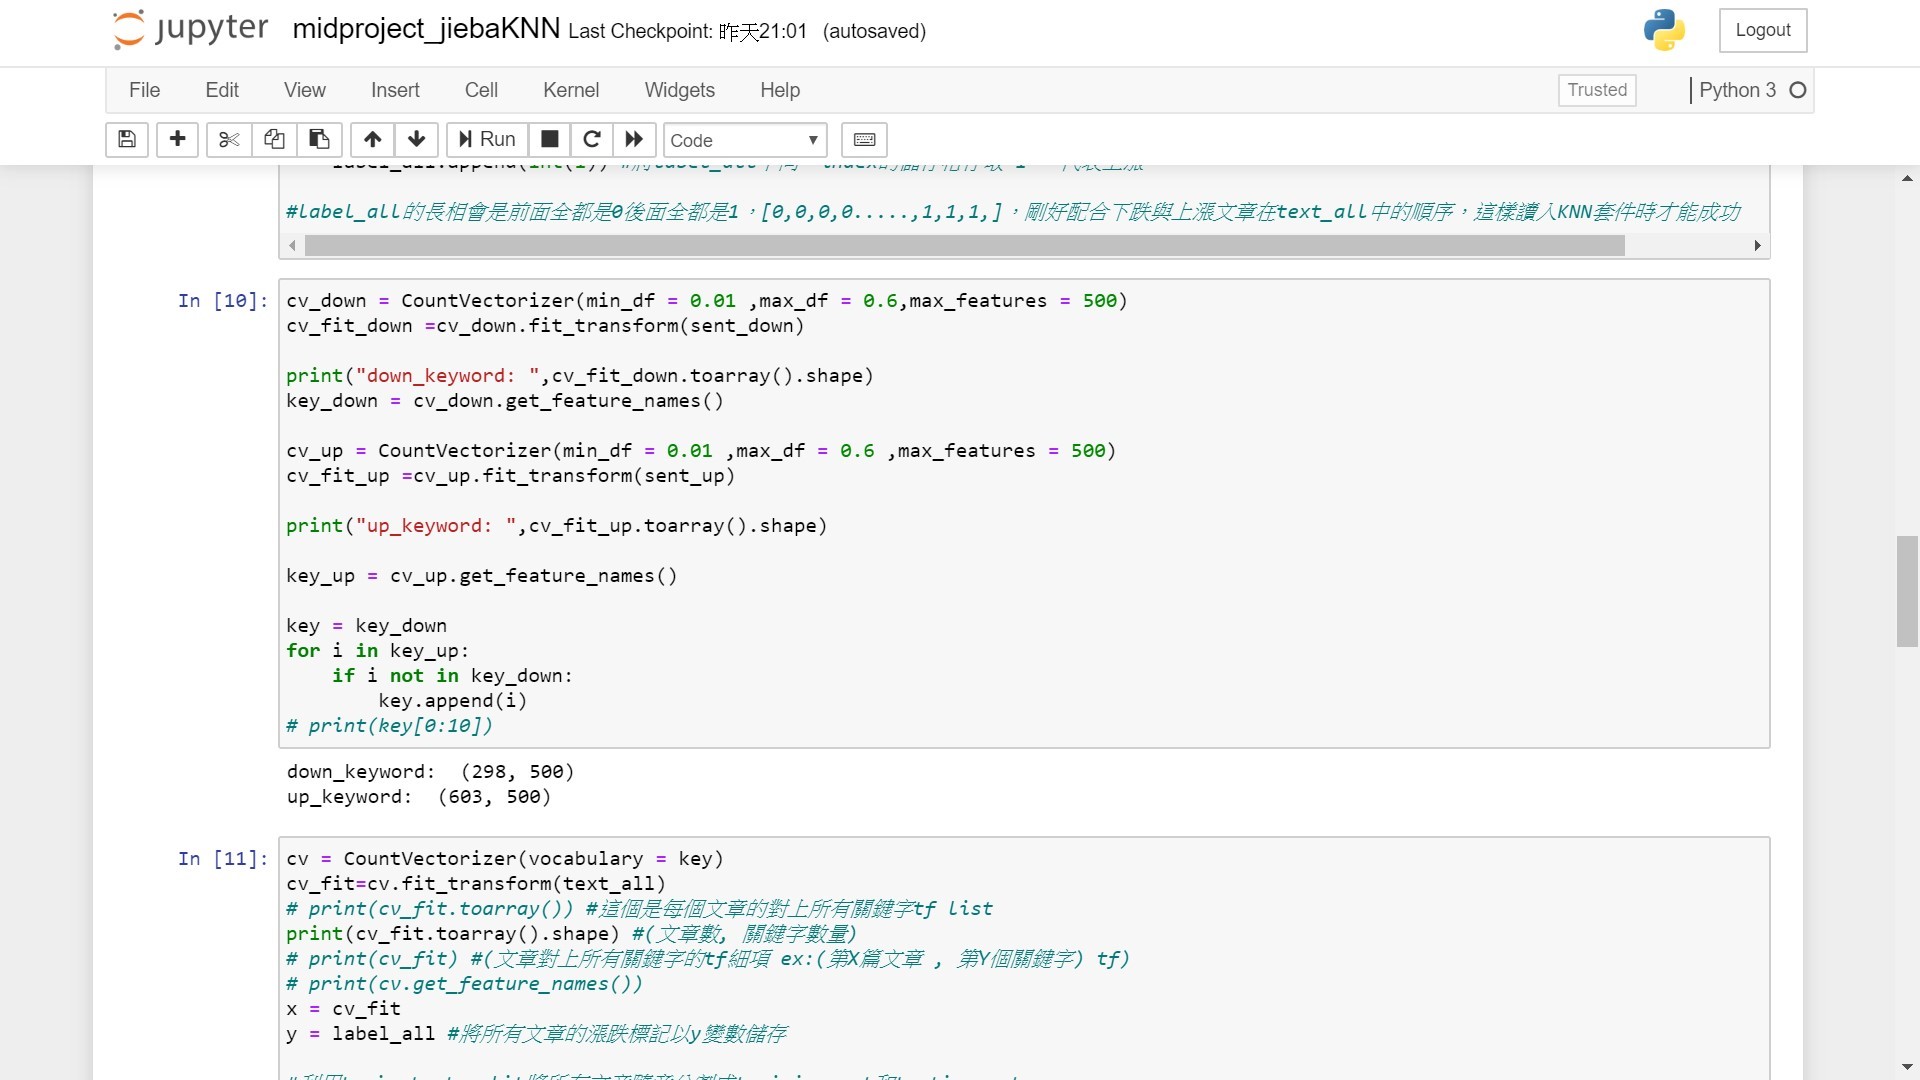 jupyter midproject_jiebaKNN Last Checkpoint: 昨天21:01 (autosaved)
Logout
File Edit View Insert Cell Kernel Widgets Help
Trusted Python 3
Run Code
#label_all的長相會是前面全都是0後面全都是1，[0,0,0,0.....,1,1,1,]，剛好配合下跌與上漲文章在text_all中的順序，這樣讀入KNN套件時才能成功
In [10]:
cv_down = CountVectorizer(min_df = 0.01 ,max_df = 0.6,max_features = 500)
cv_fit_down =cv_down.fit_transform(sent_down)
print("down_keyword: ",cv_fit_down.toarray().shape)
key_down = cv_down.get_feature_names()
cv_up = CountVectorizer(min_df = 0.01 ,max_df = 0.6 ,max_features = 500)
cv_fit_up =cv_up.fit_transform(sent_up)
print("up_keyword: ",cv_fit_up.toarray().shape)
key_up = cv_up.get_feature_names()
key = key_down
for i in key_up:
    if i not in key_down:
        key.append(i)
# print(key[0:10])
down_keyword:  (298, 500)
up_keyword:  (603, 500)
In [11]:
cv = CountVectorizer(vocabulary = key)
cv_fit=cv.fit_transform(text_all)
# print(cv_fit.toarray()) #這個是每個文章的對上所有關鍵字tf list
print(cv_fit.toarray().shape) #(文章數, 關鍵字數量)
# print(cv_fit) #(文章對上所有關鍵字的tf細項 ex:(第X篇文章 , 第Y個關鍵字) tf)
# print(cv.get_feature_names())
x = cv_fit
y = label_all #將所有文章的漲跌標記以y變數儲存